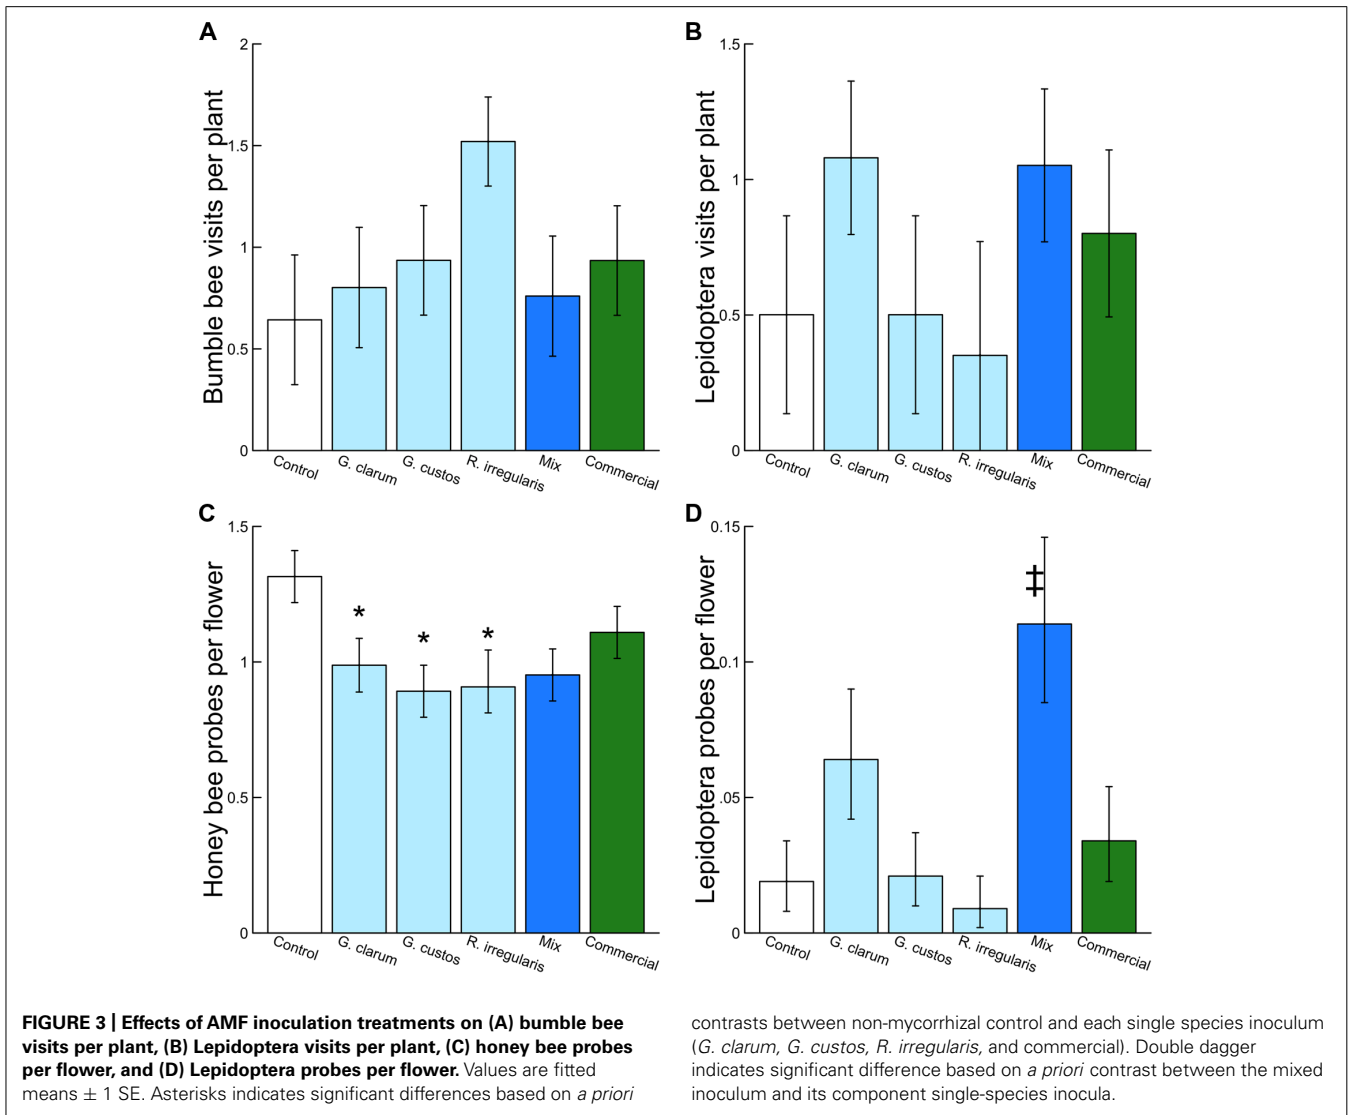 A
Bumble bee visits per plant
2
1.5
1
0.5
0
Control
G. clarum
G. custos
R. irregularis
Mix
Commercial
B
Lepidoptera visits per plant
1.5
1
0.5
0
Control
G. clarum
G. custos
R. irregularis
Mix
Commercial
C
Honey bee probes per flower
1.5
1
0.5
0
*
*
*
Control
G. clarum
G. custos
R. irregularis
Mix
Commercial
D
Lepidoptera probes per flower
0.15
0.1
.05
0
‡
Control
G. clarum
G. custos
R. irregularis
Mix
Commercial
FIGURE 3 | Effects of AMF inoculation treatments on (A) bumble bee
visits per plant, (B) Lepidoptera visits per plant, (C) honey bee probes
per flower, and (D) Lepidoptera probes per flower. Values are fitted
means ± 1 SE. Asterisks indicates significant differences based on a priori
contrasts between non-mycorrhizal control and each single species inoculum
(G. clarum, G. custos, R. irregularis, and commercial). Double dagger
indicates significant difference based on a priori contrast between the mixed
inoculum and its component single-species inocula.